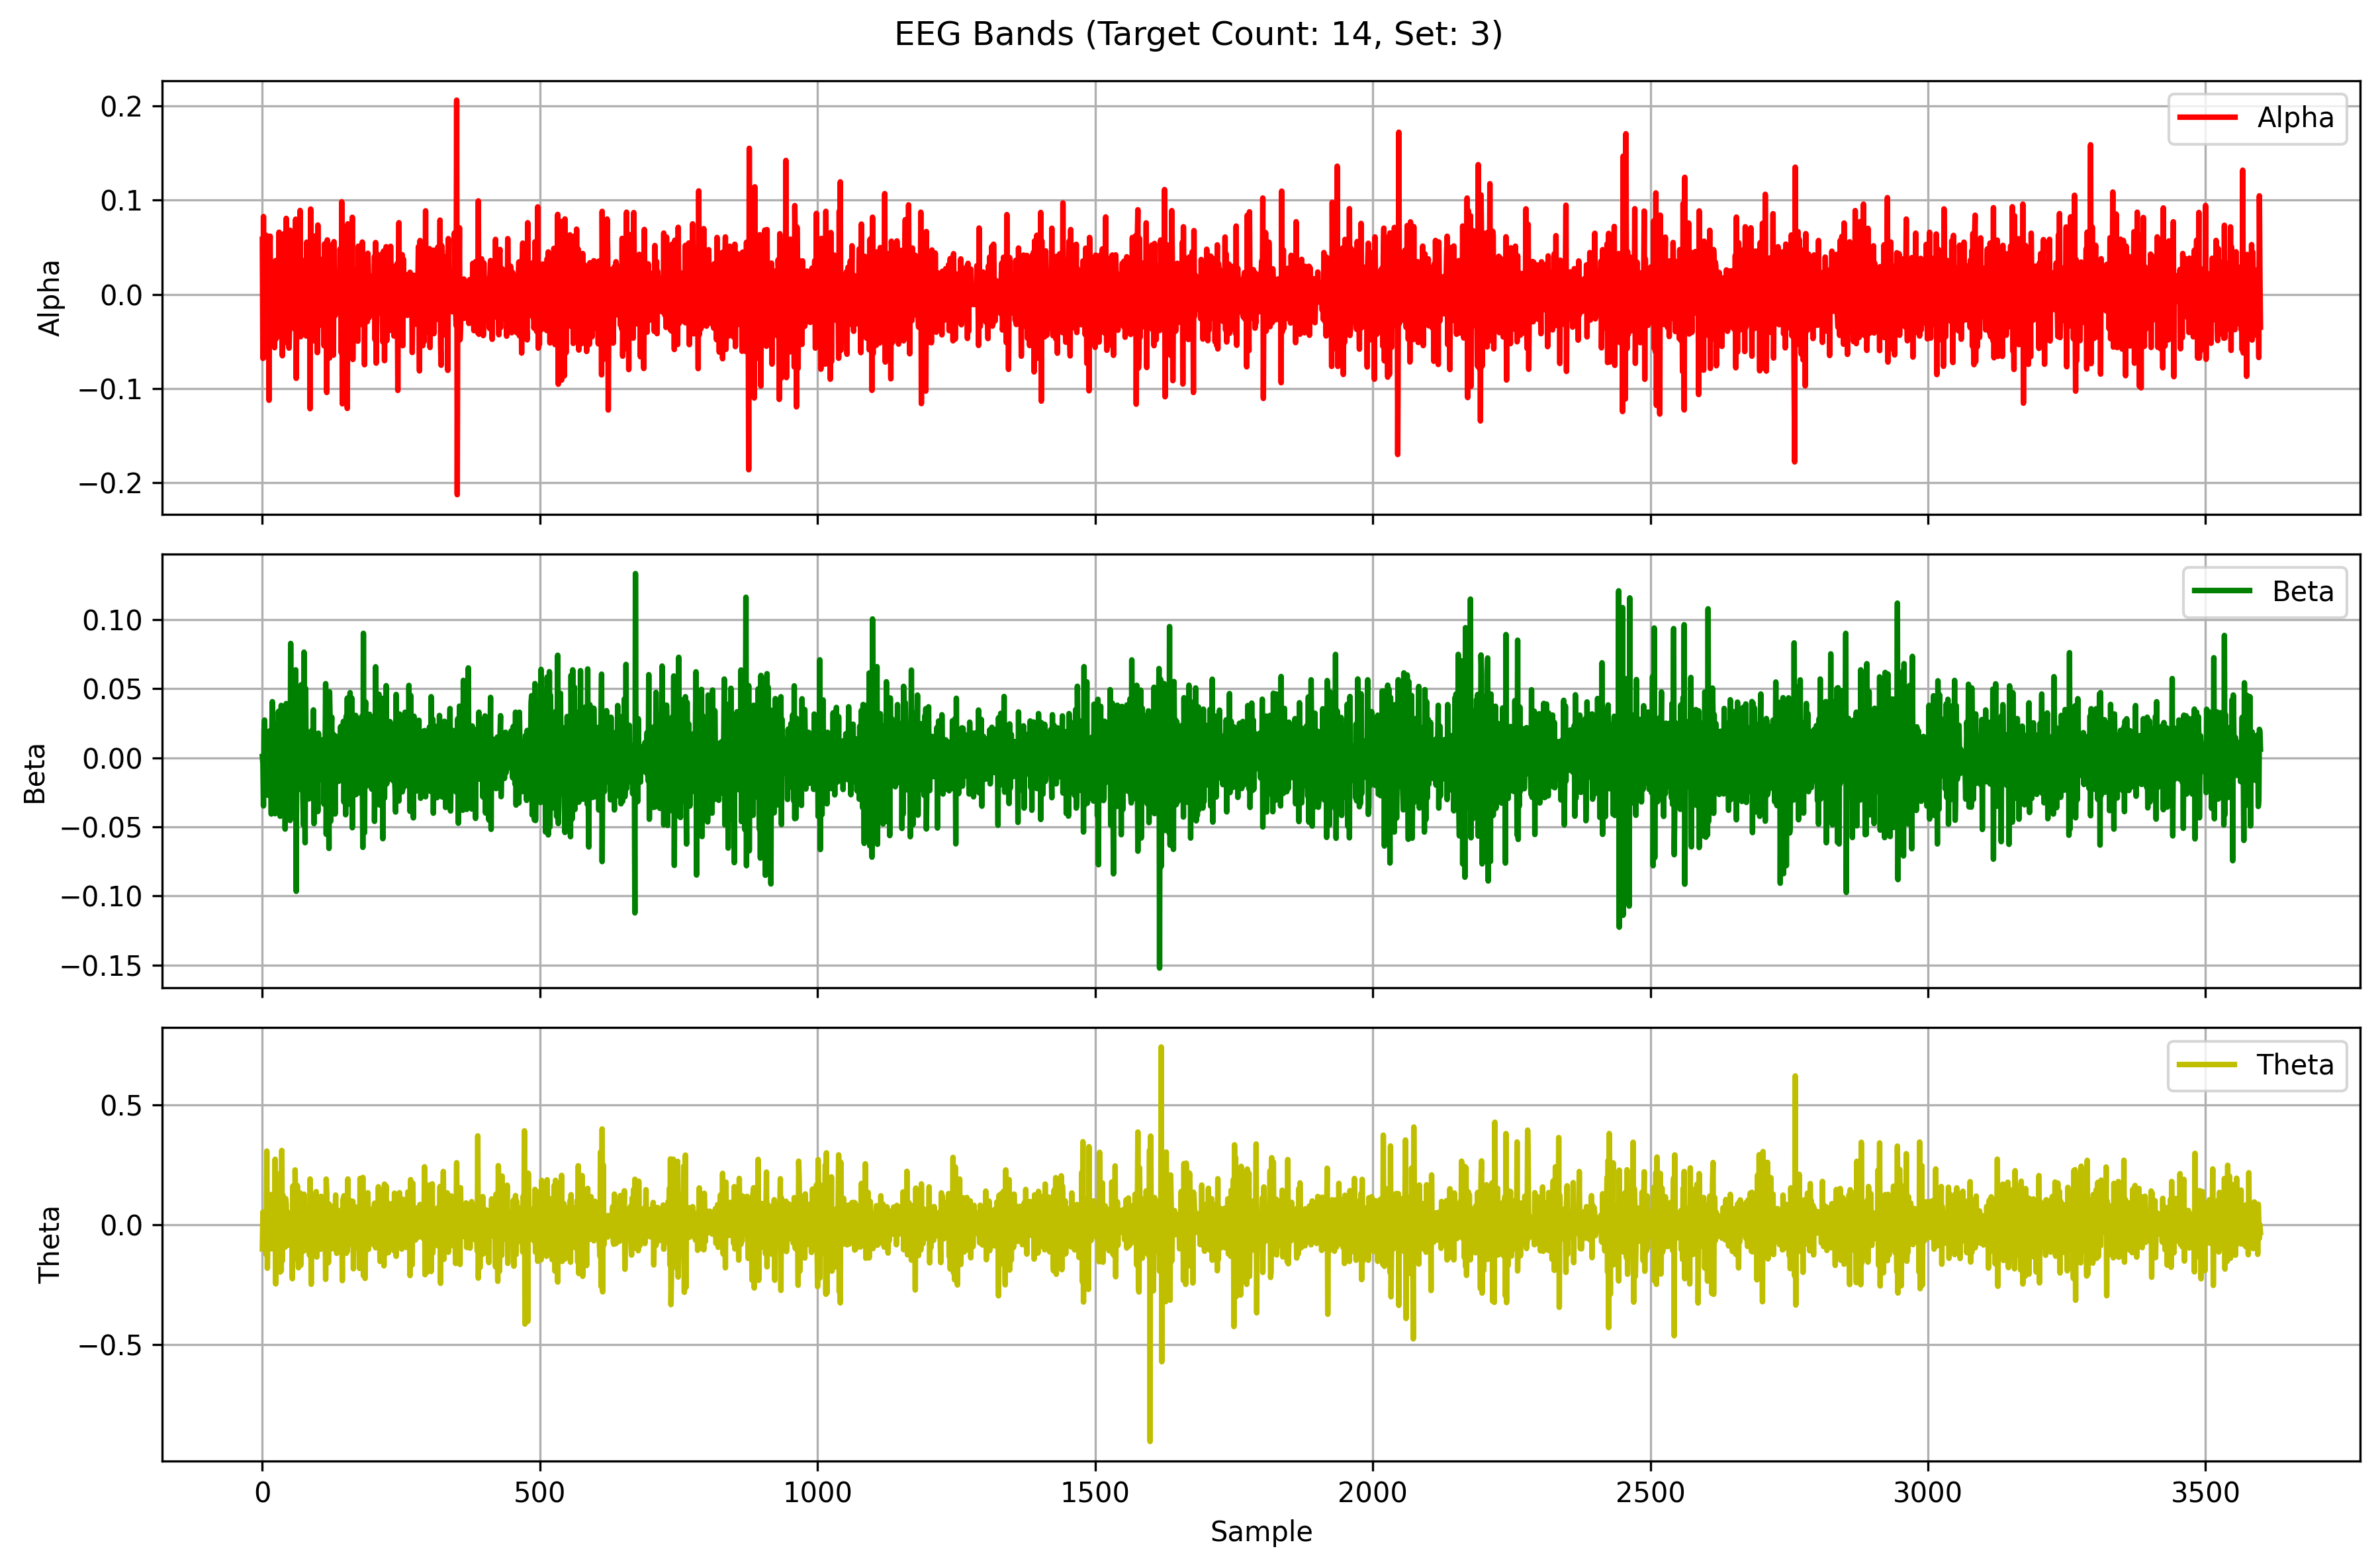 EEG Bands (Target Count: 14, Set: 3)
0.2
0.1
0.0
−0.1
−0.2
Alpha
Alpha
0.10
0.05
0.00
−0.05
−0.10
−0.15
Beta
Beta
0.5
0.0
−0.5
Theta
Theta
0 500 1000 1500 2000 2500 3000 3500
Sample